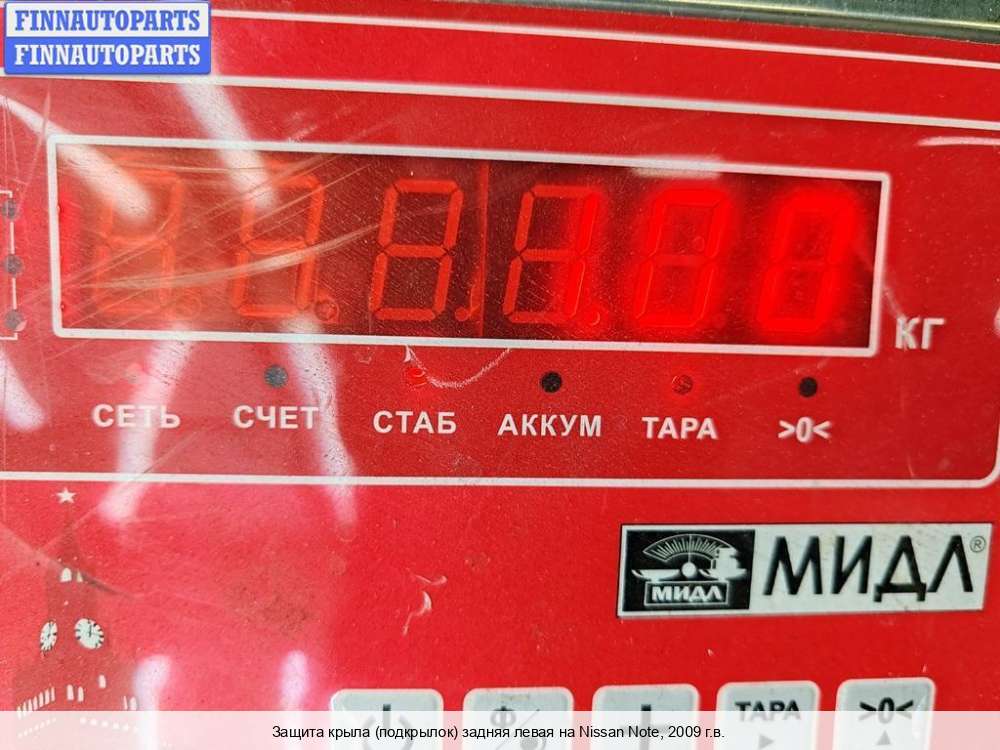 FINNAUTOPARTS
FINNAUTOPARTS
100
КГ
СЕТЬ СЧЕТ СТАБ АККУМ ТАРА >0<
МИДЛ
МИДЛ®
ТАРА >0<
Защита крыла (подкрылок) задняя левая на Nissan Note, 2009 г.в.